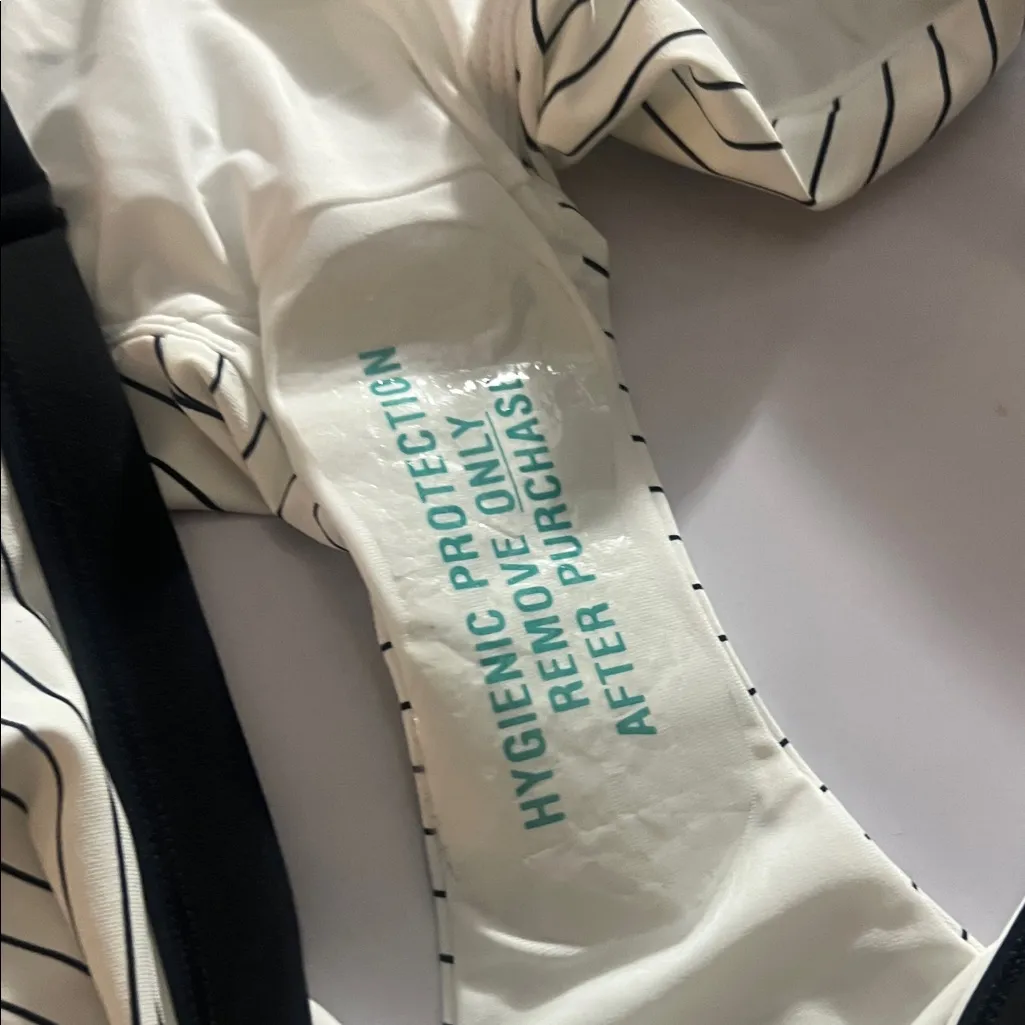 HYGIENIC PROTECTION
REMOVE ONLY
AFTER PURCHASE